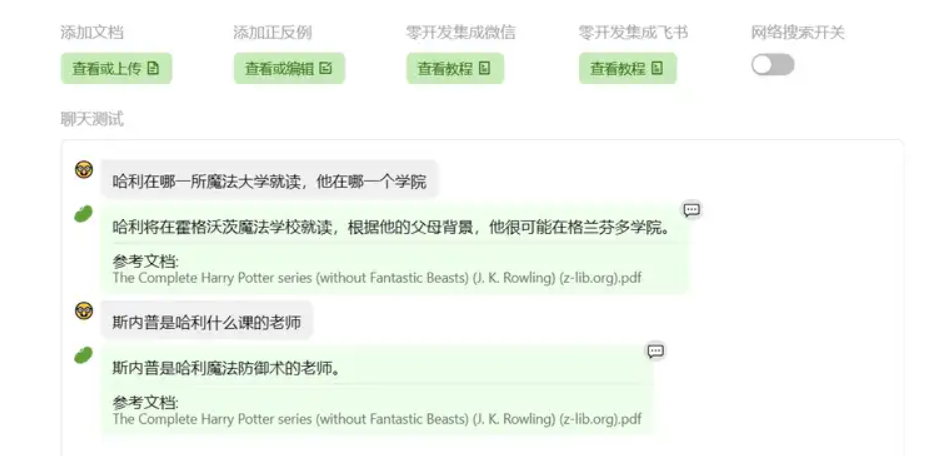 添加文档 添加正反例 零开发集成微信 零开发集成飞书 网络搜索开关
查看或上传 查看或编辑 查看教程 查看教程
聊天测试
哈利在哪一所魔法大学就读，他在哪一个学院
哈利将在霍格沃茨魔法学校就读，根据他的父母背景，他很可能在格兰芬多学院。
参考文档:
The Complete Harry Potter series (without Fantastic Beasts) (J. K. Rowling) (z-lib.org).pdf
斯内普是哈利什么课的老师
斯内普是哈利魔法防御术的老师。
参考文档:
The Complete Harry Potter series (without Fantastic Beasts) (J. K. Rowling) (z-lib.org).pdf